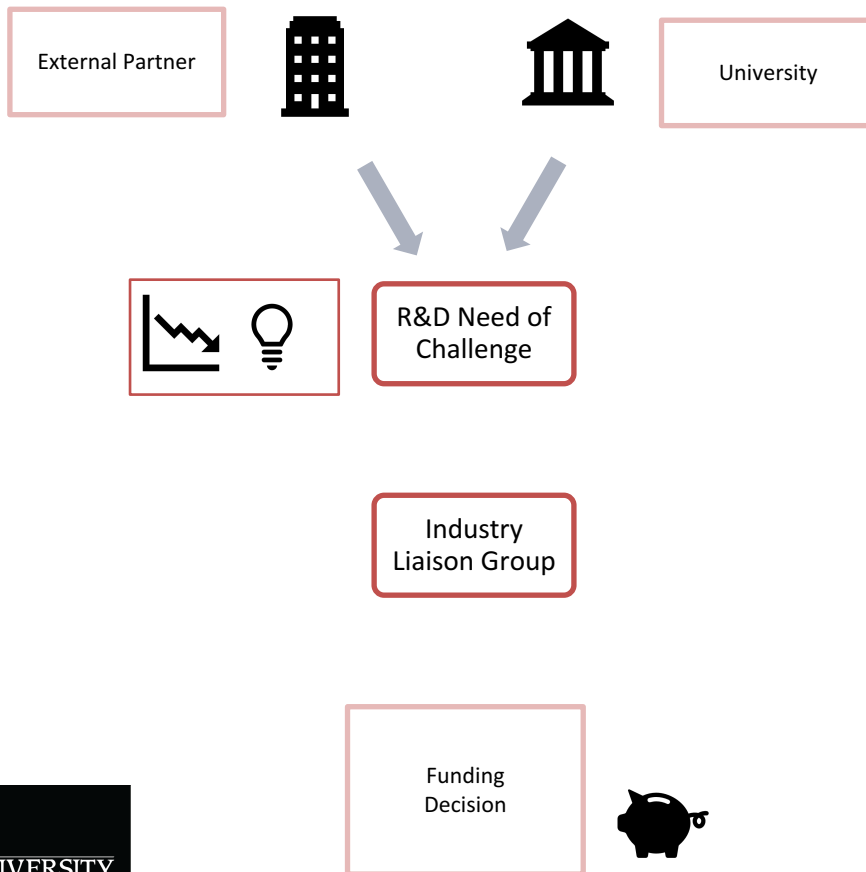 External Partner
University
R&D Need of
Challenge
Industry
Liaison Group
Funding
Decision